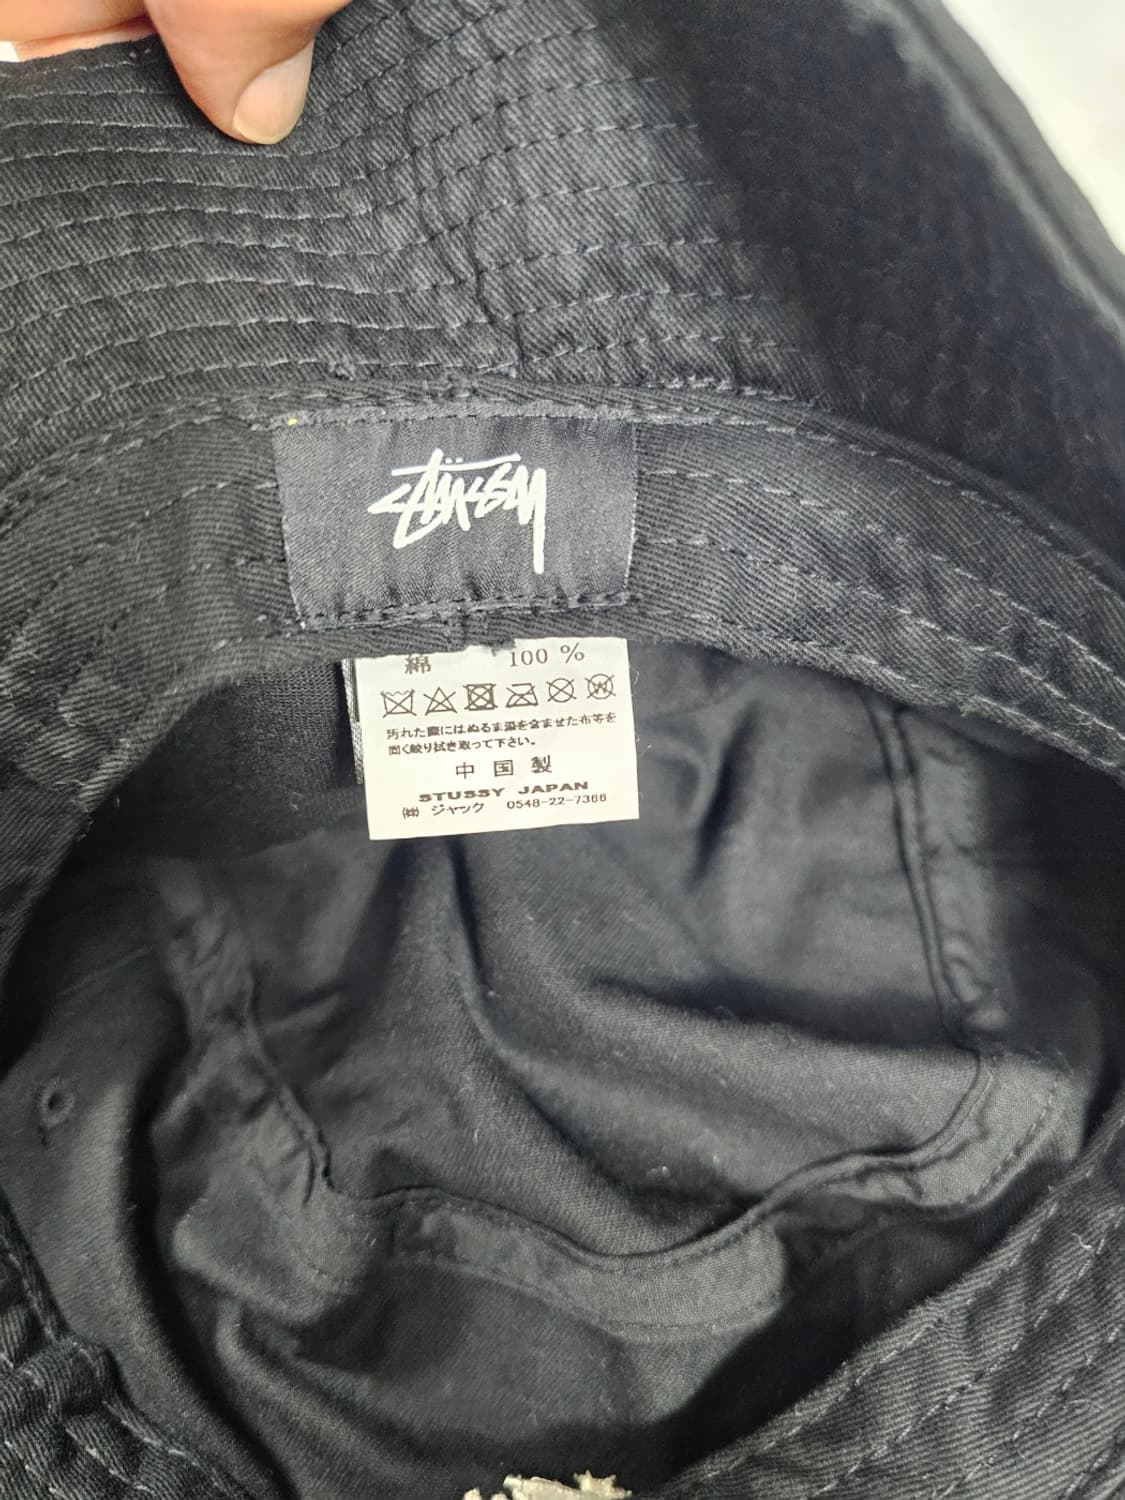 Stüssy
綿 100 %
汚れた際にはぬるま湯を含ませた布等を
固く絞り拭き取って下さい。
中国製
STUSSY JAPAN
㈱ ジャック 0548-22-7366